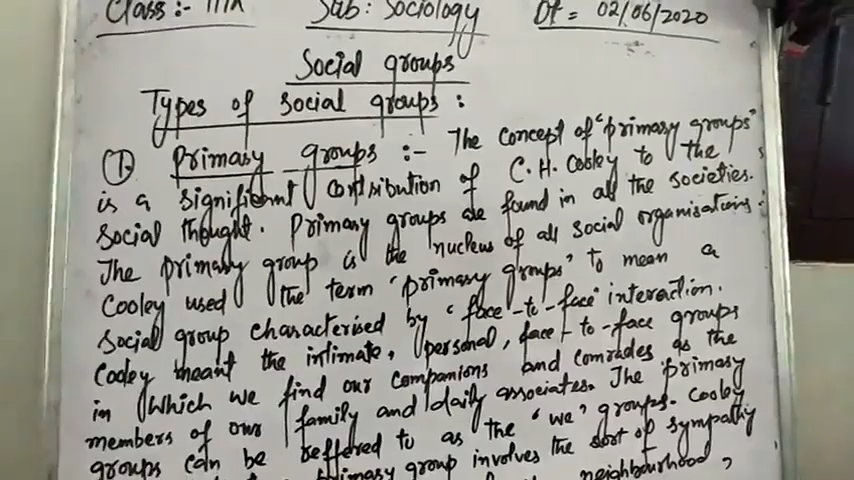 Class :- IIIA Sub : Sociology Dt = 02/06/2020
Social groups
Types of social groups :
① Primary groups :- The concept of "primary groups"
is a significant contribution of C. H. Cooley to the
social thought. Primary groups are found in all the societies.
The primary group is the nucleus of all social organisations.
Cooley used the term "primary groups" to mean a
social group characterised by "face-to-face" interaction.
Cooley meant the intimate, personal, face-to-face groups
in which we find our companions and comrades as the
members of our family and daily associates. The primary
groups can be reffered to as the "we" groups. Cooley
primary group involves the sort of sympathy
neighbourhood,